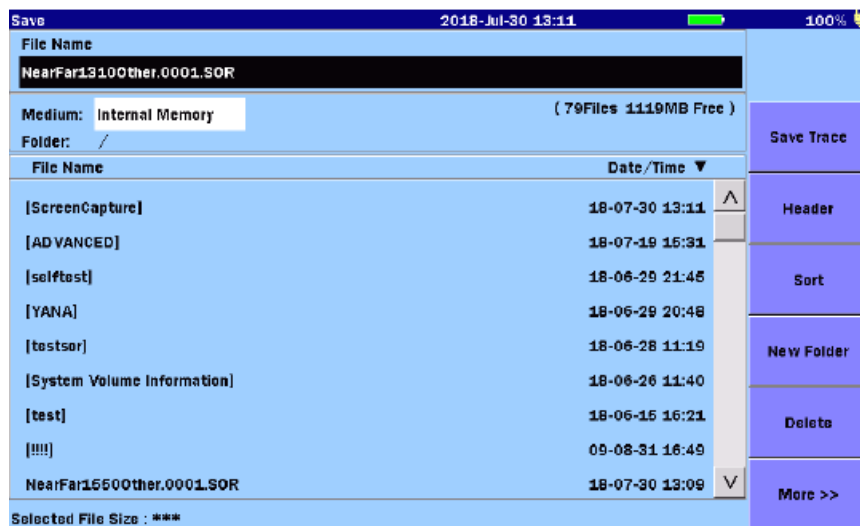 Save 2018-Jul-30 13:11 100%
File Name
NearFar1310Other.0001.SOR
Medium: Internal Memory ( 79Files 1119MB Free )
Folder: /
File Name Date/Time ▼
[ScreenCapture] 18-07-30 13:11
[ADVANCED] 18-07-19 15:31
[selftest] 18-06-29 21:45
[YANA] 18-06-29 20:48
[testsor] 18-06-28 11:19
[System Volume Information] 18-06-26 11:40
[test] 18-06-15 16:21
[!!!!] 09-08-31 16:49
NearFar1550Other.0001.SOR 18-07-30 13:09
Selected File Size : ***
Save Trace
Header
Sort
New Folder
Delete
More >>